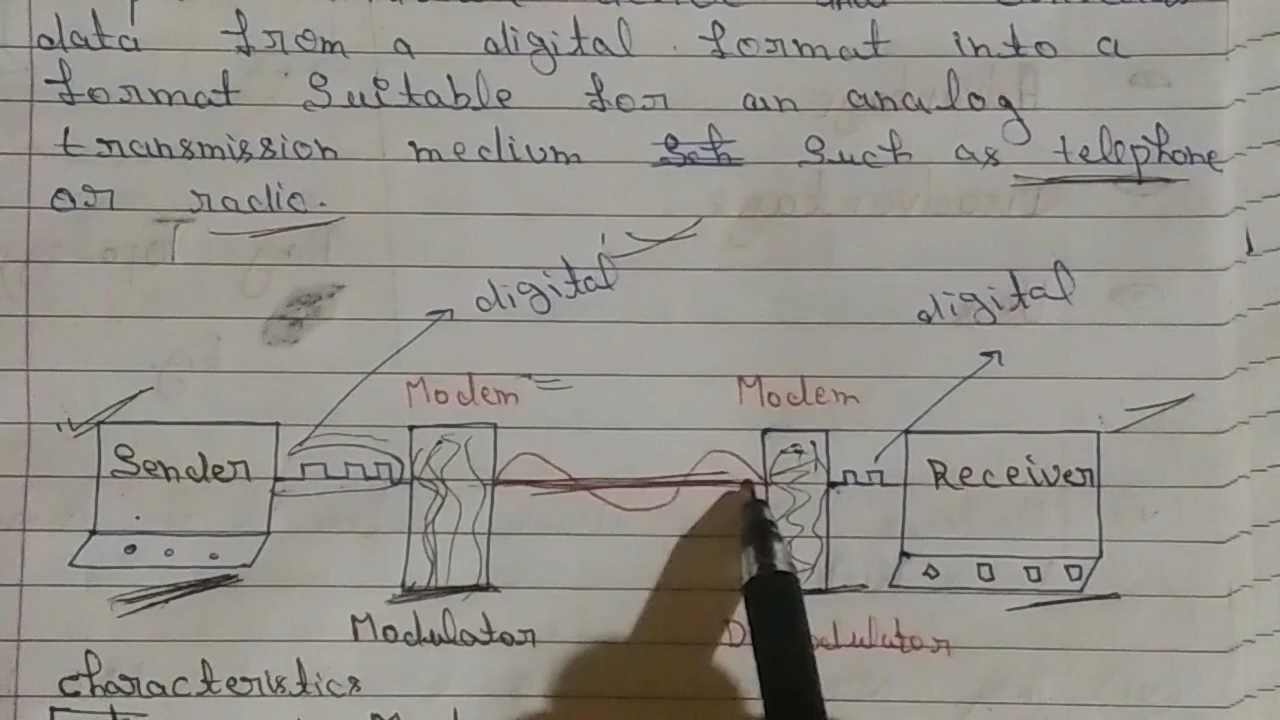 data from a digital format into a
format Suitable for an analog
transmission medium Such as telephone
or radio.
digital
digital
Modem
Modem
Sender
Receiver
Modulator
characteristics